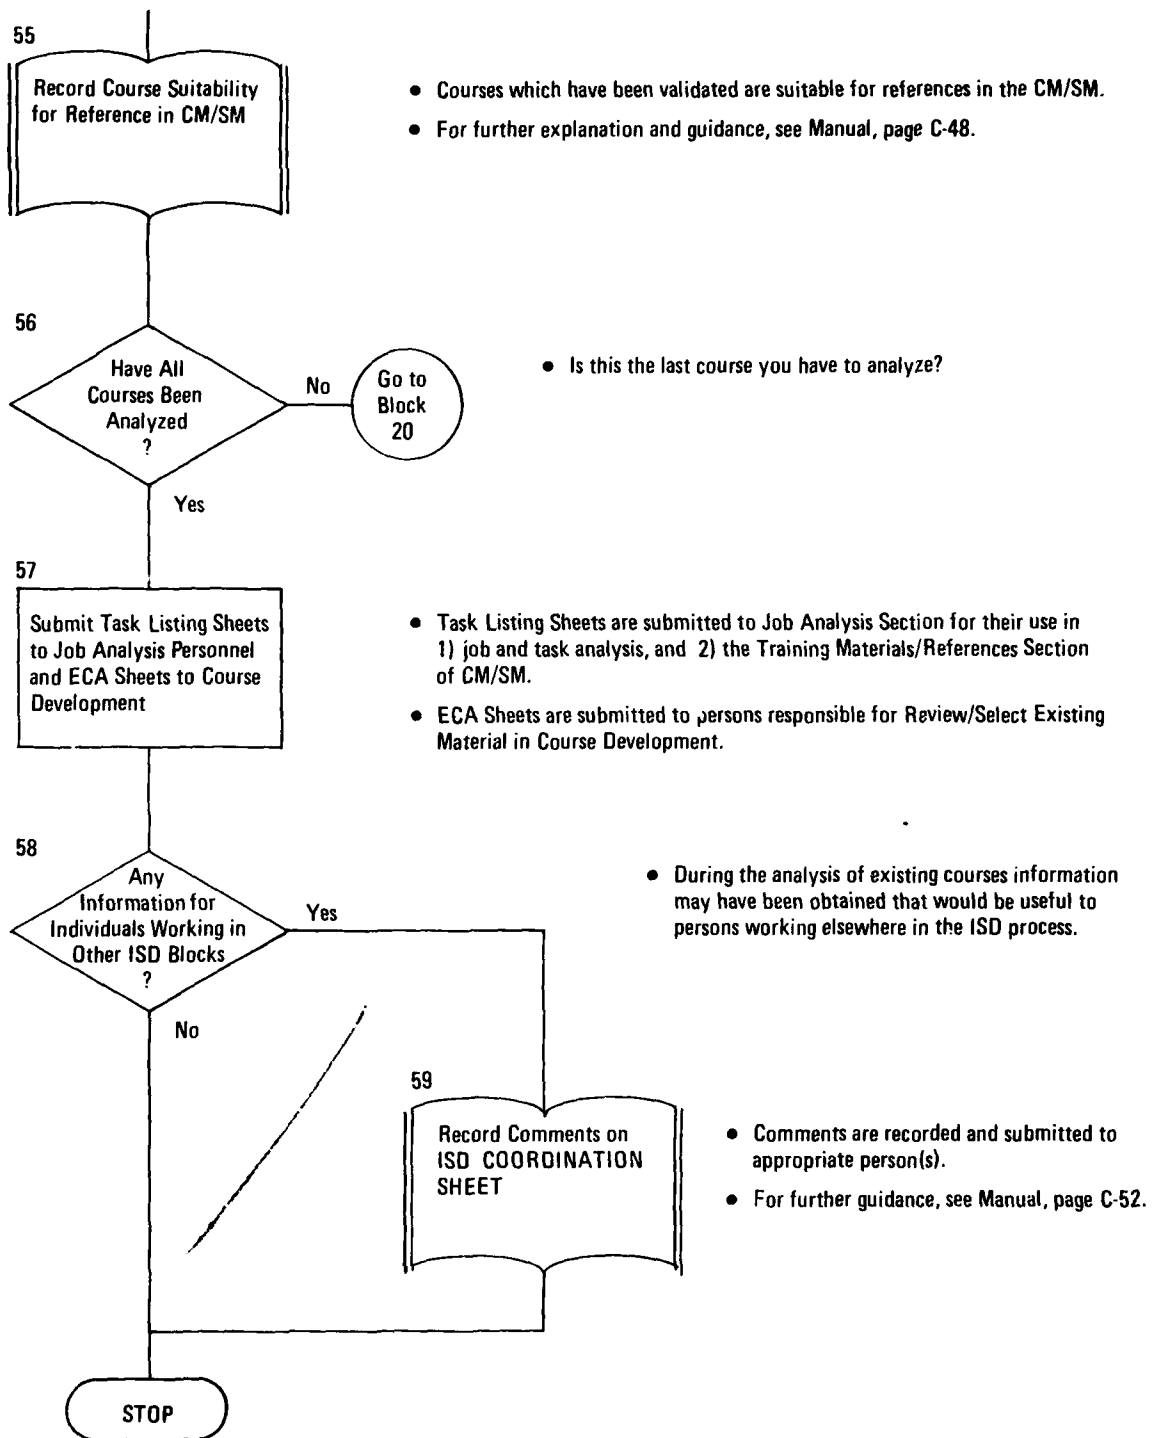 55
Record Course Suitability
for Reference in CM/SM
• Courses which have been validated are suitable for references in the CM/SM.
• For further explanation and guidance, see Manual, page C-48.
56
Have All
Courses Been
Analyzed
?
No
Go to
Block
20
• Is this the last course you have to analyze?
Yes
57
Submit Task Listing Sheets
to Job Analysis Personnel
and ECA Sheets to Course
Development
• Task Listing Sheets are submitted to Job Analysis Section for their use in
1) job and task analysis, and 2) the Training Materials/References Section
of CM/SM.
• ECA Sheets are submitted to persons responsible for Review/Select Existing
Material in Course Development.
58
Any
Information for
Individuals Working in
Other ISD Blocks
?
Yes
• During the analysis of existing courses information
may have been obtained that would be useful to
persons working elsewhere in the ISD process.
No
59
Record Comments on
ISD COORDINATION
SHEET
• Comments are recorded and submitted to
appropriate person(s).
• For further guidance, see Manual, page C-52.
STOP